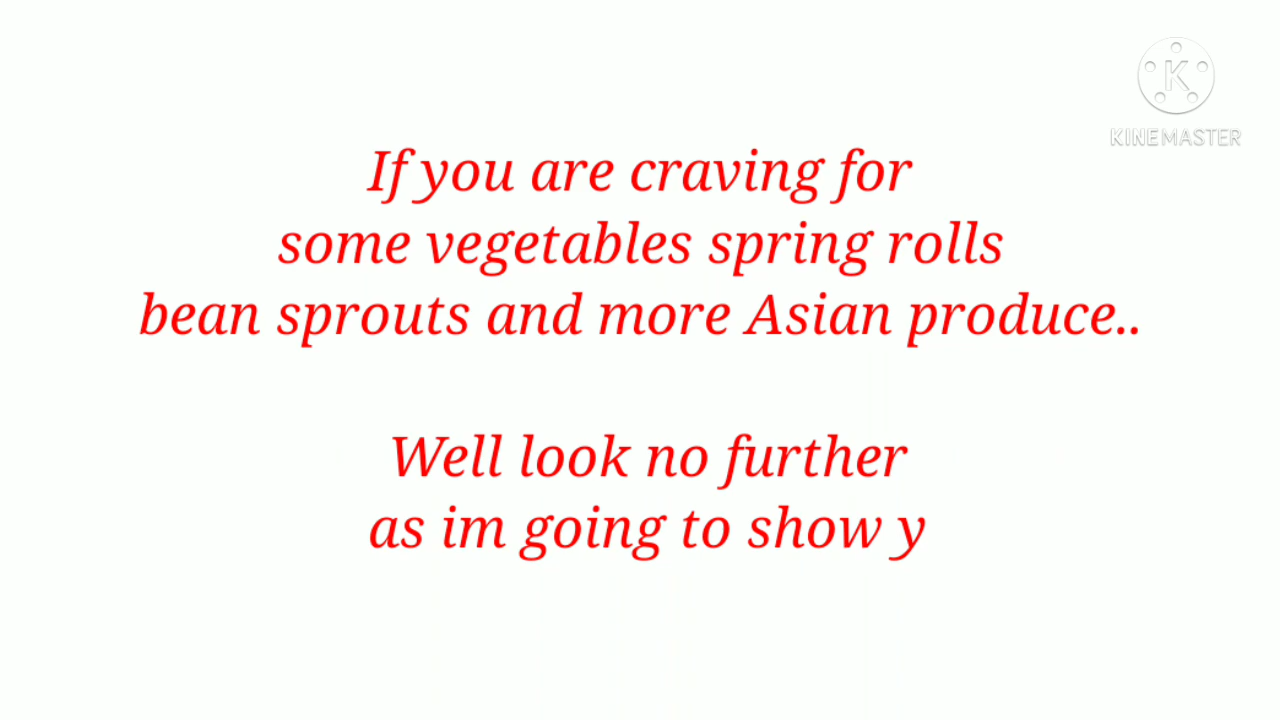 KINEMASTER
If you are craving for
some vegetables spring rolls
bean sprouts and more Asian produce..
Well look no further
as im going to show y